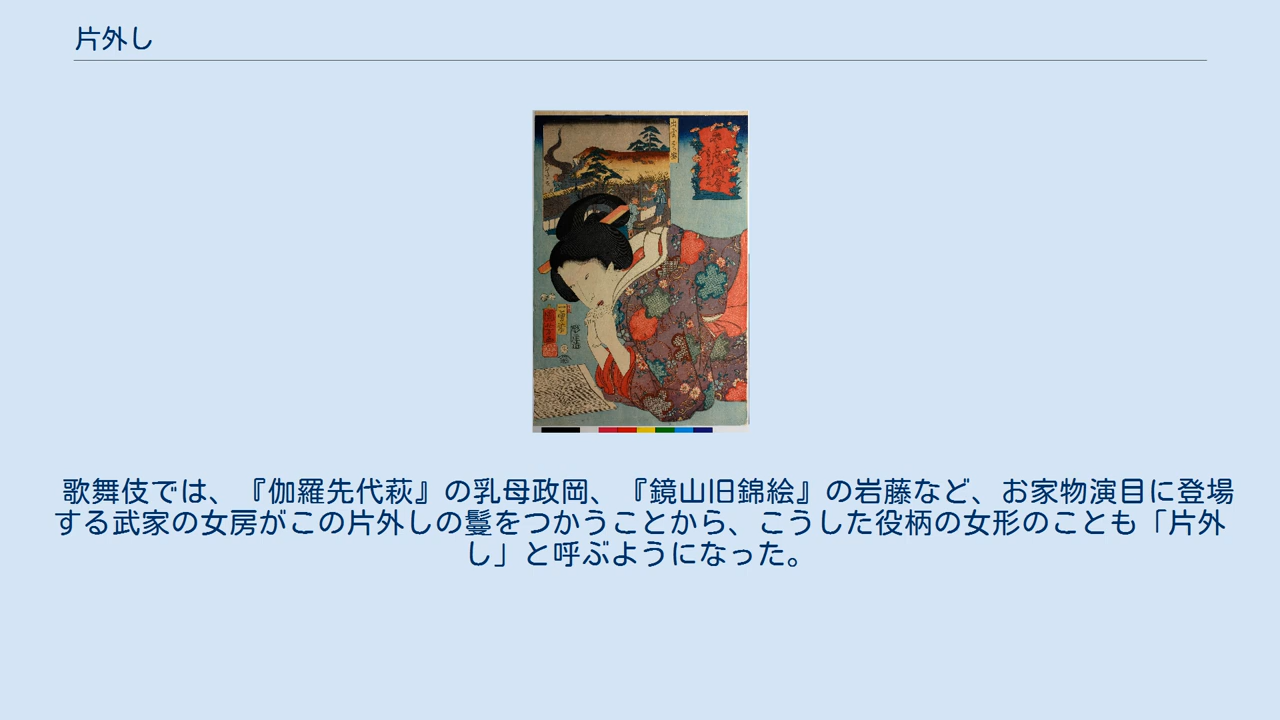 片外し
歌舞伎では、『伽羅先代萩』の乳母政岡、『鏡山旧錦絵』の岩藤など、お家物演目に登場
する武家の女房がこの片外しの鬘をつかうことから、こうした役柄の女形のことも「片外
し」と呼ぶようになった。